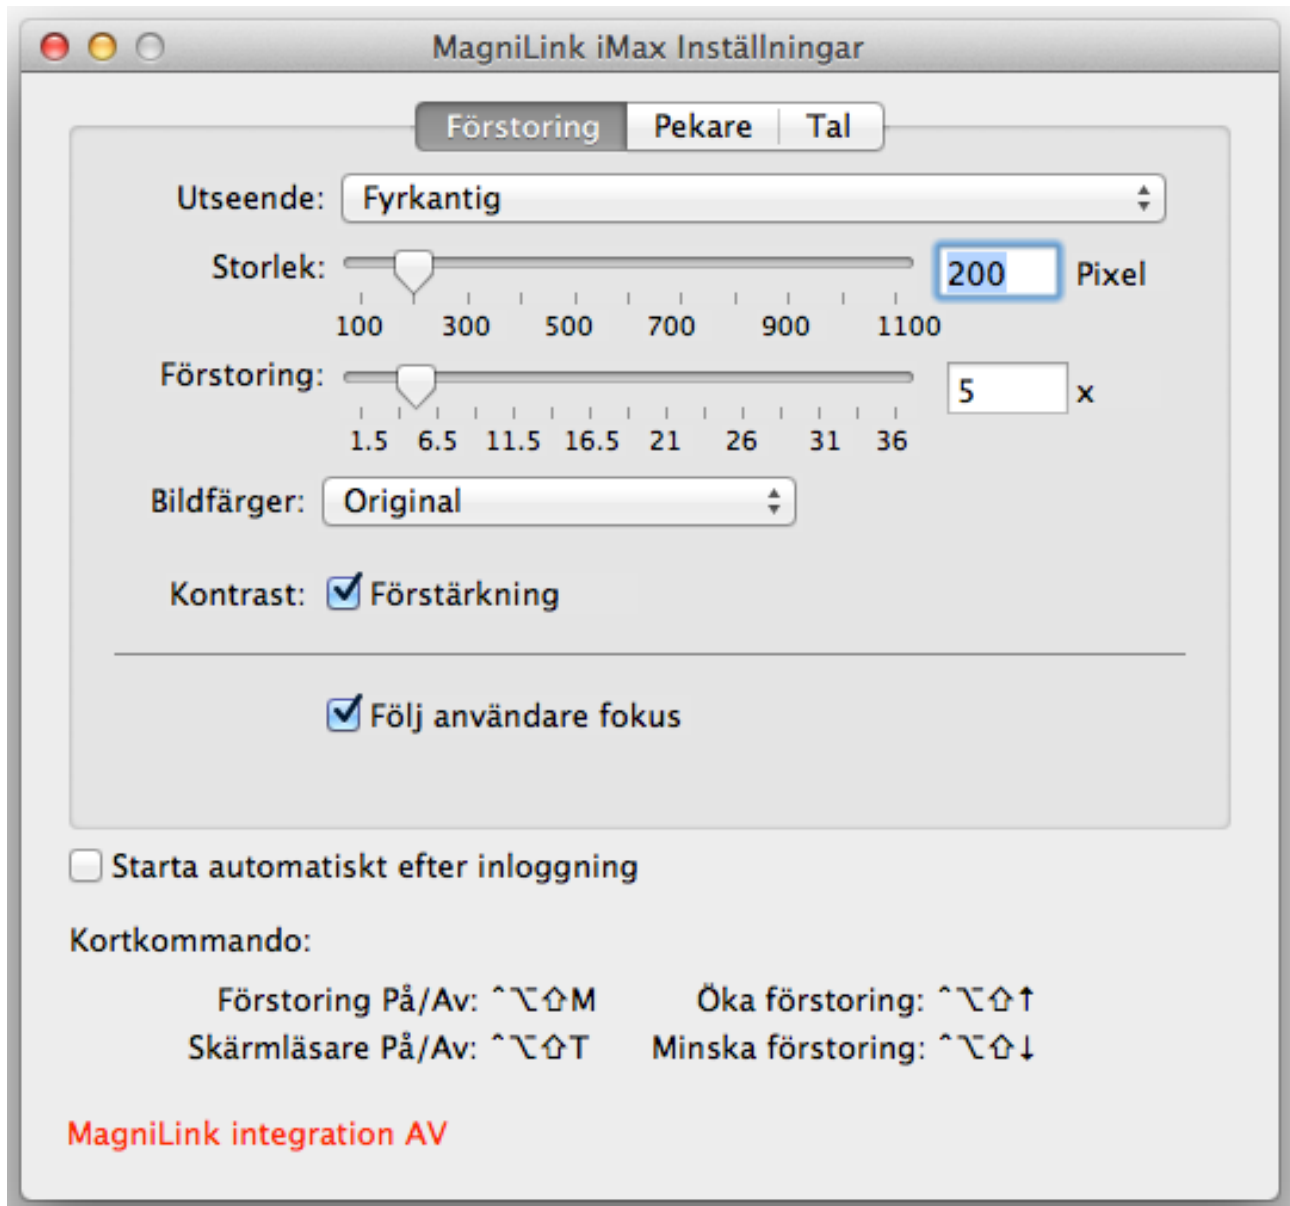 MagniLink iMax Inställningar
Förstoring Pekare Tal
Utseende: Fyrkantig
Storlek: 200 Pixel
100 300 500 700 900 1100
Förstoring: 5 x
1.5 6.5 11.5 16.5 21 26 31 36
Bildfärger: Original
Kontrast: Förstärkning
Följ användare fokus
Starta automatiskt efter inloggning
Kortkommando:
Förstoring På/Av: ⌃⌥⇧M Öka förstoring: ⌃⌥⇧↑
Skärmläsare På/Av: ⌃⌥⇧T Minska förstoring: ⌃⌥⇧↓
MagniLink integration AV